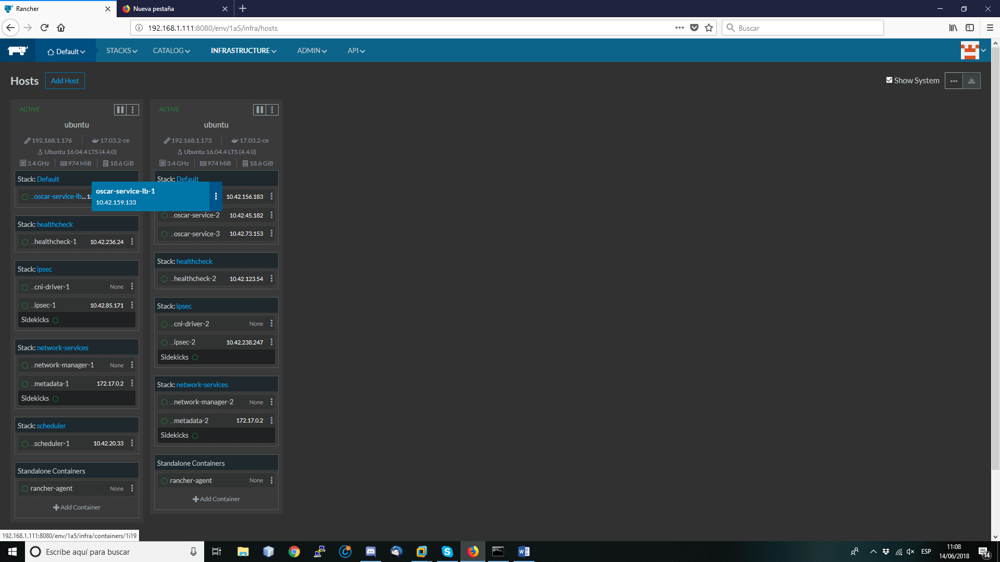 Rancher
Nueva pestaña
192.168.1.111:8080/env/1a5/infra/hosts
Buscar
Default
STACKS
CATALOG
INFRASTRUCTURE
ADMIN
API
Hosts
Add Host
Show System
ACTIVE
ubuntu
192.168.1.176
17.03.2-ce
Ubuntu 16.04.4 LTS (4.4.0)
3.4 GHz
974 MiB
18.6 GiB
Stack: Default
...oscar-service-lb...
oscar-service-lb-1
10.42.159.133
Stack: healthcheck
...healthcheck-1 10.42.236.24
Stack: ipsec
...cni-driver-1 None
...ipsec-1 10.42.85.171
Sidekicks
Stack: network-services
...network-manager-1 None
...metadata-1 172.17.0.2
Sidekicks
Stack: scheduler
...scheduler-1 10.42.20.33
Standalone Containers
rancher-agent None
Add Container
ACTIVE
ubuntu
192.168.1.173
17.03.2-ce
Ubuntu 16.04.4 LTS (4.4.0)
3.4 GHz
974 MiB
18.6 GiB
Stack: Default
10.42.156.183
...oscar-service-2 10.42.45.182
...oscar-service-3 10.42.73.153
Stack: healthcheck
...healthcheck-2 10.42.123.54
Stack: ipsec
...cni-driver-2 None
...ipsec-2 10.42.238.247
Sidekicks
Stack: network-services
...network-manager-2 None
...metadata-2 172.17.0.2
Sidekicks
Standalone Containers
rancher-agent None
Add Container
192.168.1.111:8080/env/1a5/infra/containers/1i19
Escribe aquí para buscar
ESP
11:08
14/06/2018
14